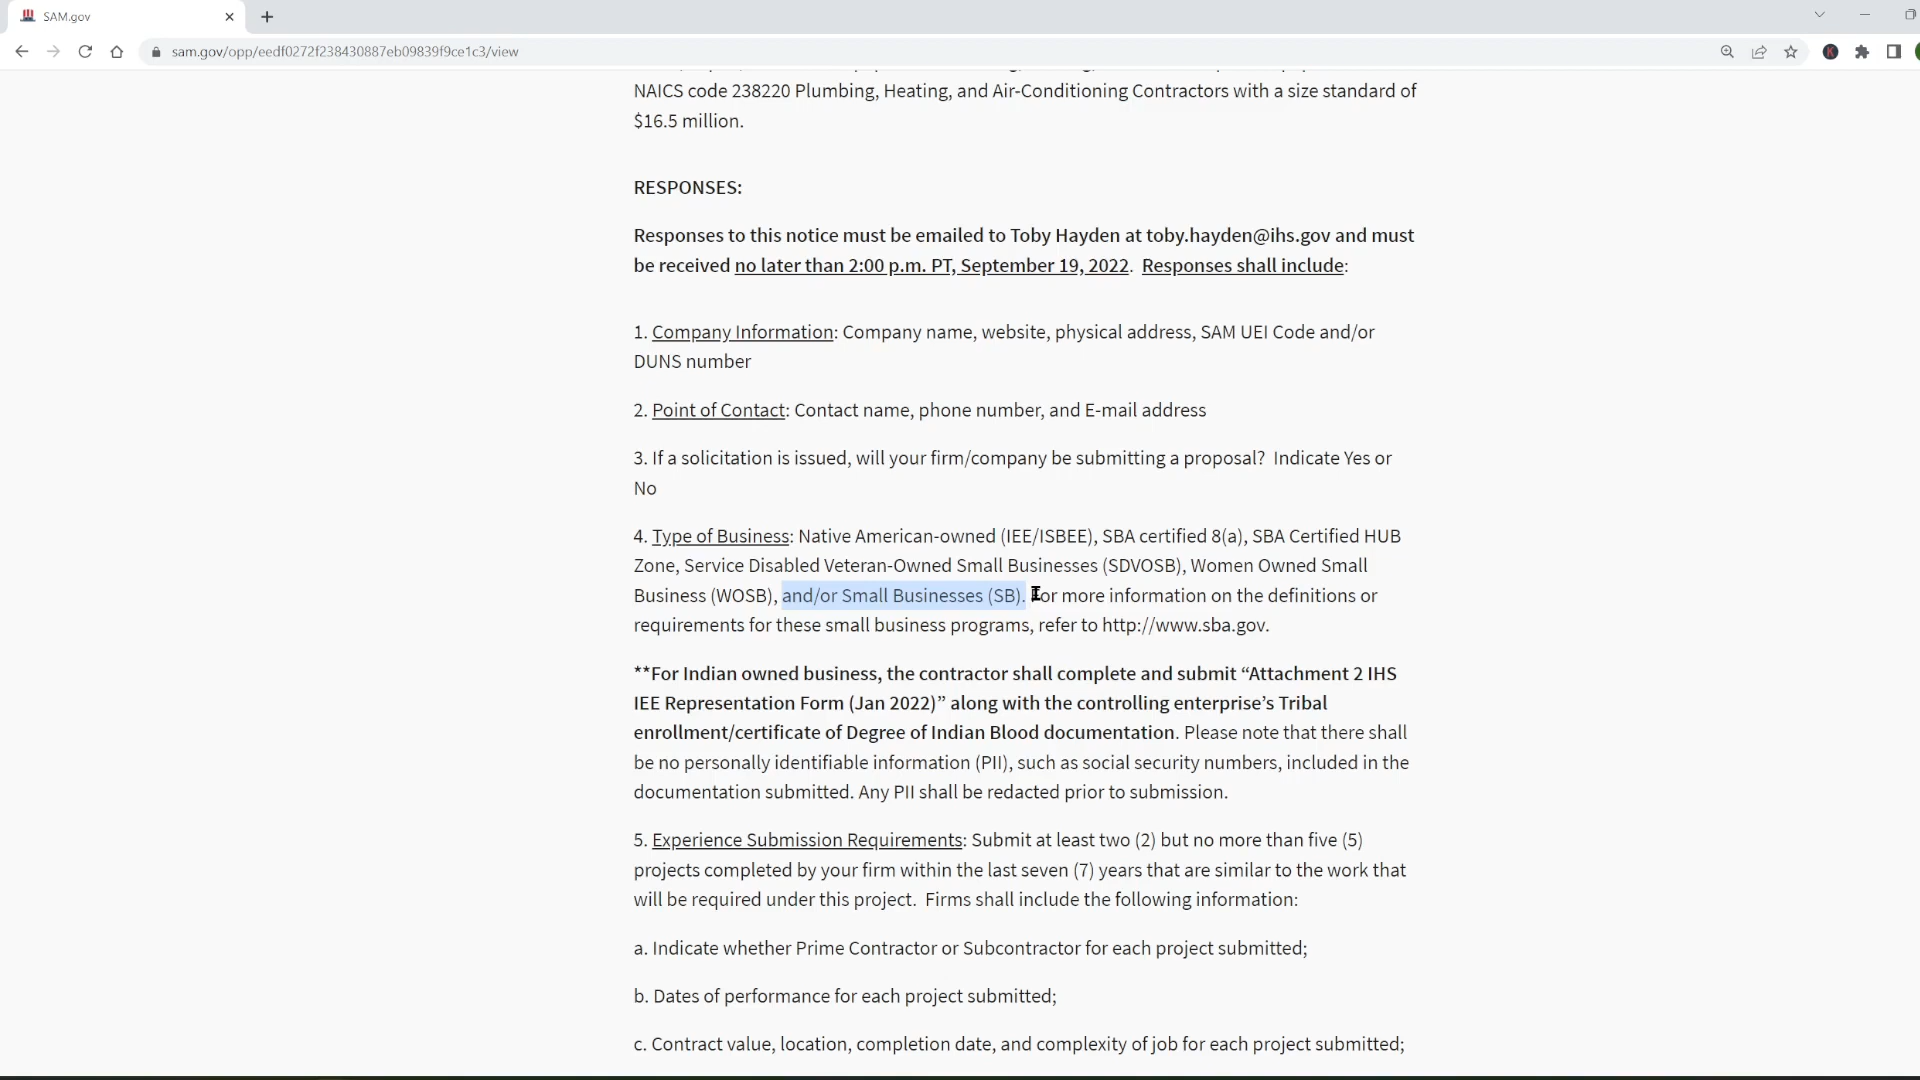 SAM.gov
sam.gov/opp/eedf0272f238430887eb09839f9ce1c3/view
K
NAICS code 238220 Plumbing, Heating, and Air-Conditioning Contractors with a size standard of
$16.5 million.
RESPONSES:
Responses to this notice must be emailed to Toby Hayden at toby.hayden@ihs.gov and must
be received no later than 2:00 p.m. PT, September 19, 2022. Responses shall include:
1. Company Information: Company name, website, physical address, SAM UEI Code and/or
DUNS number
2. Point of Contact: Contact name, phone number, and E-mail address
3. If a solicitation is issued, will your firm/company be submitting a proposal? Indicate Yes or
No
4. Type of Business: Native American-owned (IEE/ISBEE), SBA certified 8(a), SBA Certified HUB
Zone, Service Disabled Veteran-Owned Small Businesses (SDVOSB), Women Owned Small
Business (WOSB), and/or Small Businesses (SB). For more information on the definitions or
requirements for these small business programs, refer to http://www.sba.gov.
**For Indian owned business, the contractor shall complete and submit “Attachment 2 IHS
IEE Representation Form (Jan 2022)” along with the controlling enterprise’s Tribal
enrollment/certificate of Degree of Indian Blood documentation. Please note that there shall
be no personally identifiable information (PII), such as social security numbers, included in the
documentation submitted. Any PII shall be redacted prior to submission.
5. Experience Submission Requirements: Submit at least two (2) but no more than five (5)
projects completed by your firm within the last seven (7) years that are similar to the work that
will be required under this project. Firms shall include the following information:
a. Indicate whether Prime Contractor or Subcontractor for each project submitted;
b. Dates of performance for each project submitted;
c. Contract value, location, completion date, and complexity of job for each project submitted;